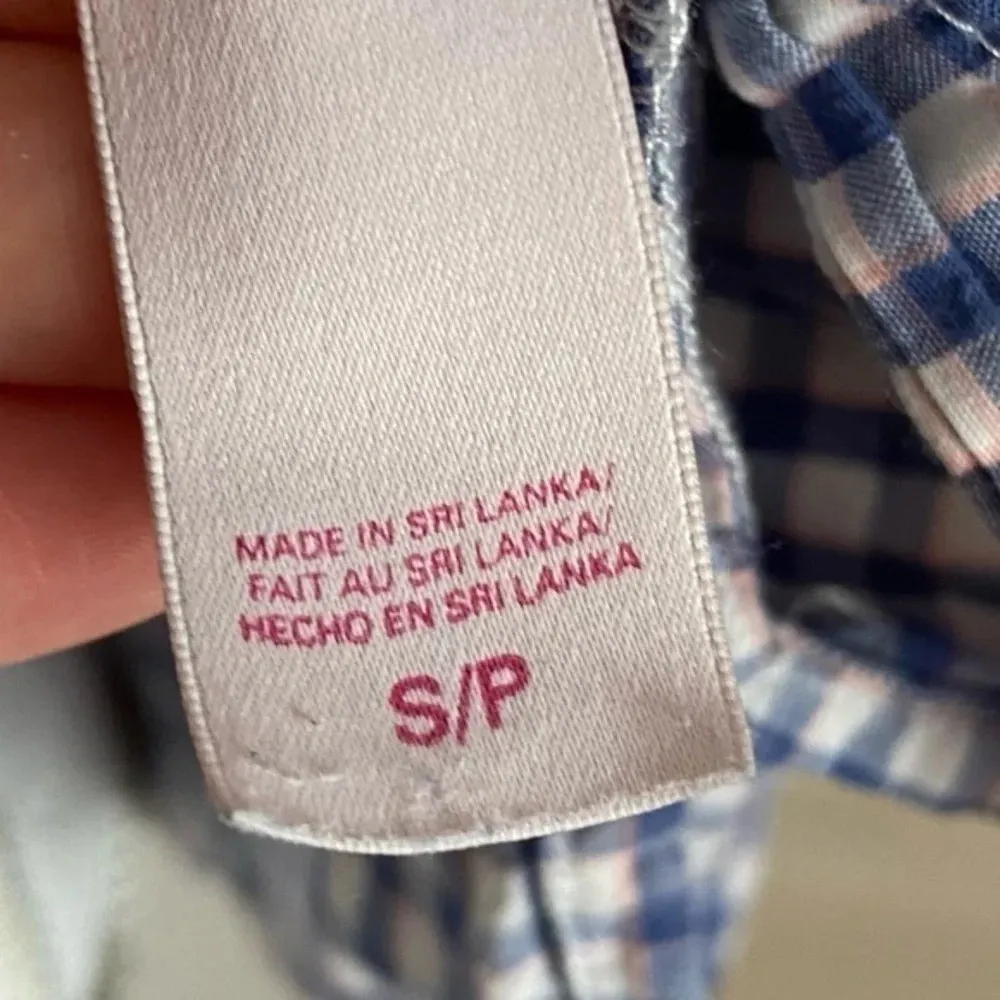 MADE IN SRI LANKA/
FAIT AU SRI LANKA/
HECHO EN SRI LANKA
S/P